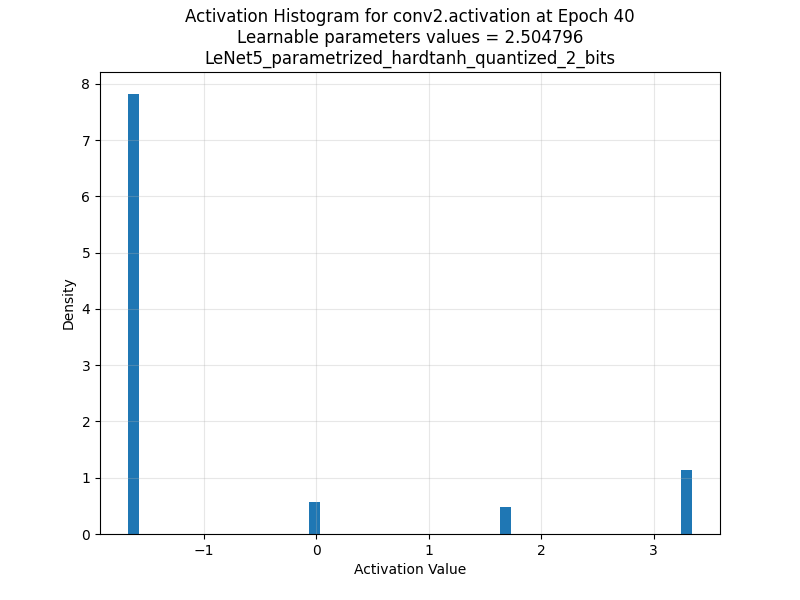 Activation Histogram for conv2.activation at Epoch 40
Learnable parameters values = 2.504796
LeNet5_parametrized_hardtanh_quantized_2_bits
8
7
6
5
4
3
2
1
0
Density
−1
0
1
2
3
Activation Value